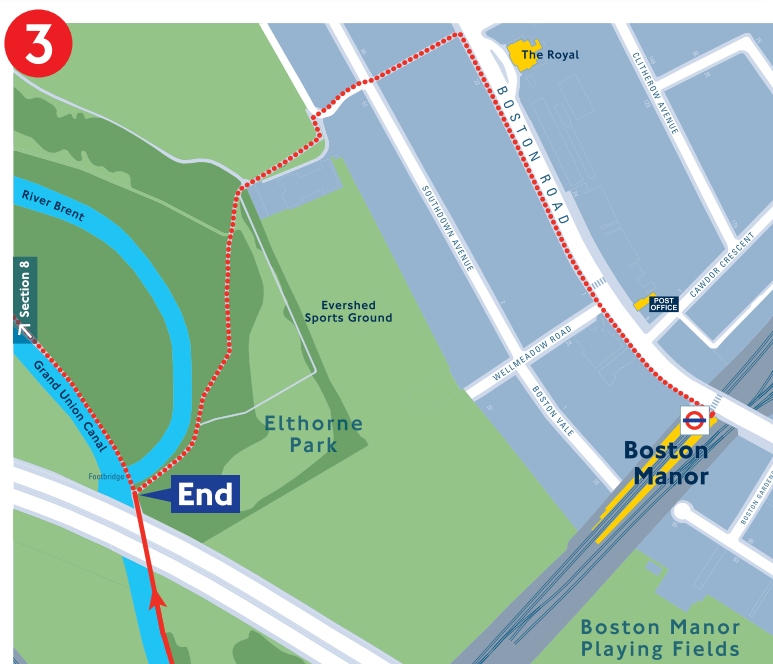 3
The Royal
BOSTON ROAD
CLITHEROW AVENUE
River Brent
SOUTHDOWN AVENUE
Section 8
CAWDOR CRESCENT
POST
OFFICE
Evershed
Sports Ground
WELLMEADOW ROAD
Grand Union Canal
BOSTON VALE
Elthorne
Park
Boston
Manor
Footbridge
End
BOSTON GARDENS
Boston Manor
Playing Fields